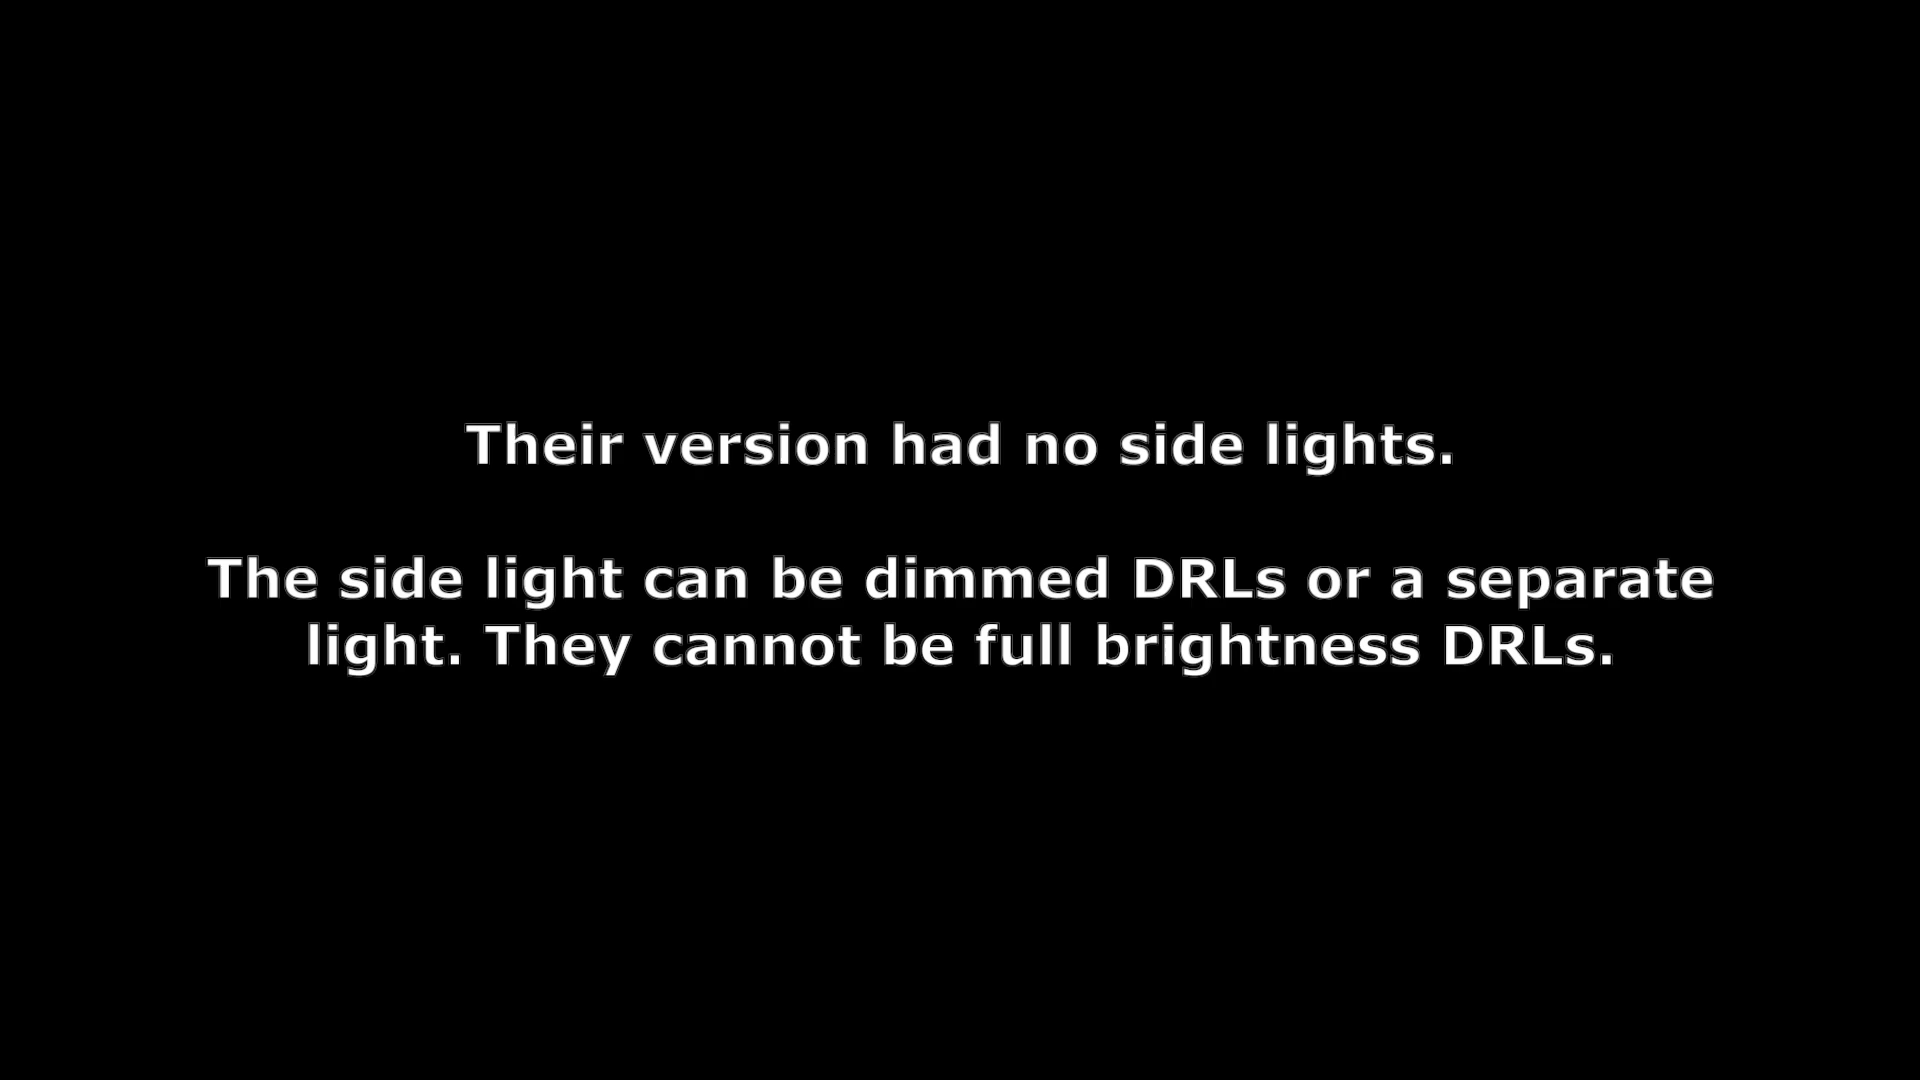 Their version had no side lights.
The side light can be dimmed DRLs or a separate
light. They cannot be full brightness DRLs.